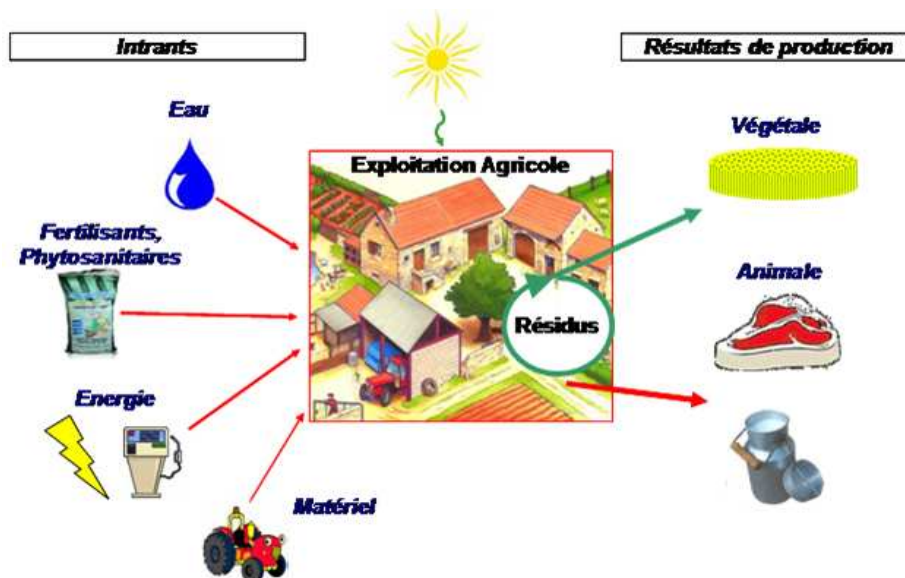 Intrants
Résultats de production
Eau
Végétale
Exploitation Agricole
Fertilisants,
Phytosanitaires
Animale
Résidus
Energie
Matériel